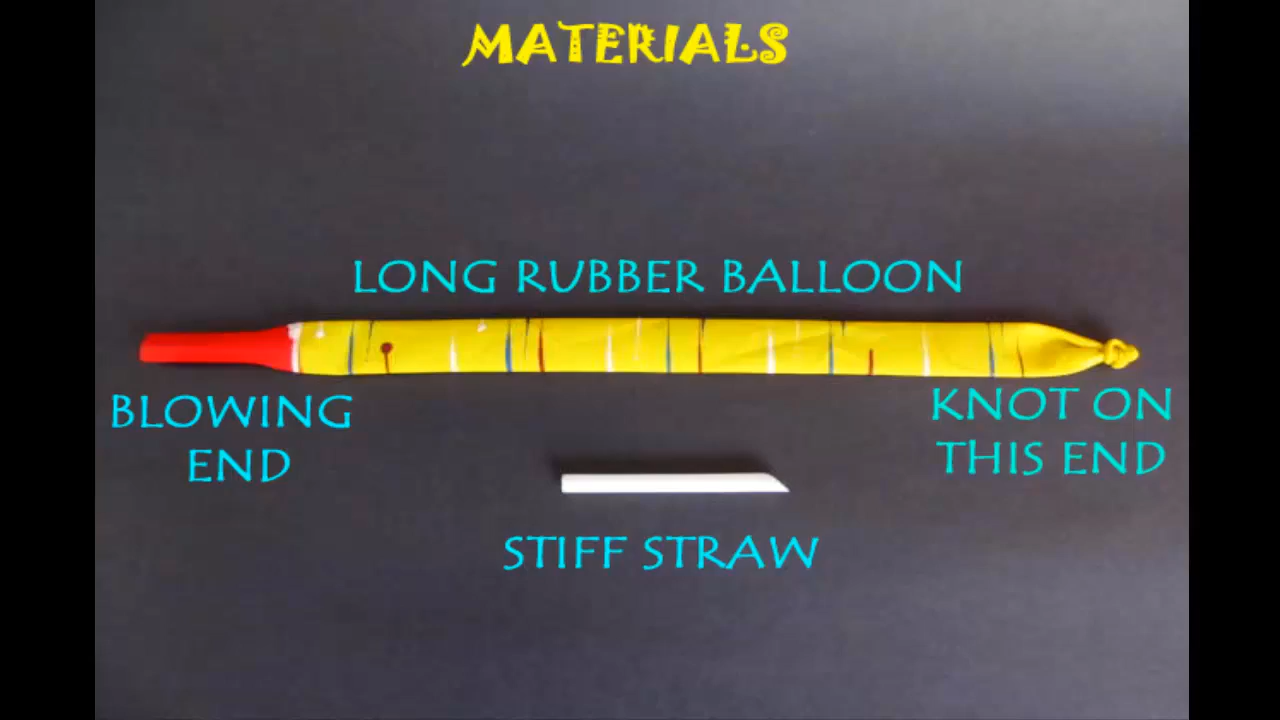 MATERIALS
LONG RUBBER BALLOON
BLOWING
END
KNOT ON
THIS END
STIFF STRAW